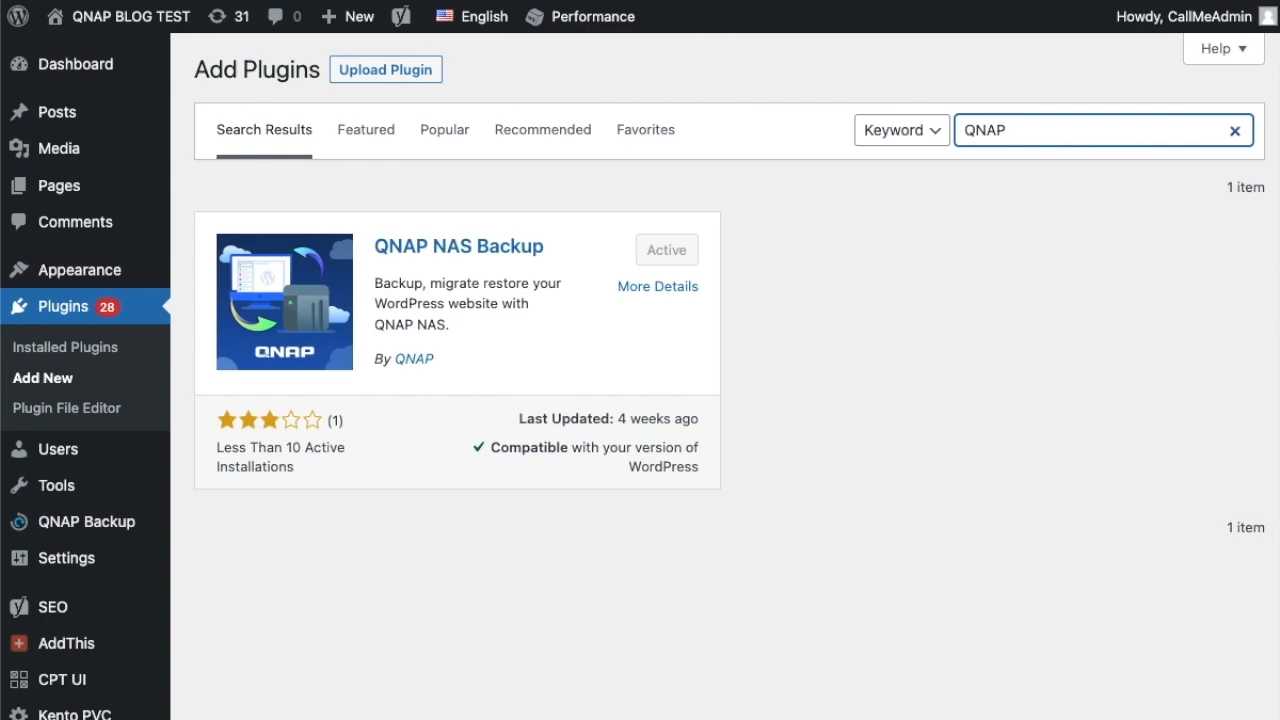 QNAP BLOG TEST 31 0 New English Performance Howdy, CallMeAdmin
Dashboard
Posts
Media
Pages
Comments
Appearance
Plugins 28
Installed Plugins
Add New
Plugin File Editor
Users
Tools
QNAP Backup
Settings
SEO
AddThis
CPT UI
Kento PVC
Help
Add Plugins Upload Plugin
Search Results Featured Popular Recommended Favorites Keyword QNAP
1 item
QNAP
QNAP NAS Backup
Active
More Details
Backup, migrate restore your
WordPress website with
QNAP NAS.
By QNAP
(1)
Less Than 10 Active
Installations
Last Updated: 4 weeks ago
Compatible with your version of
WordPress
1 item